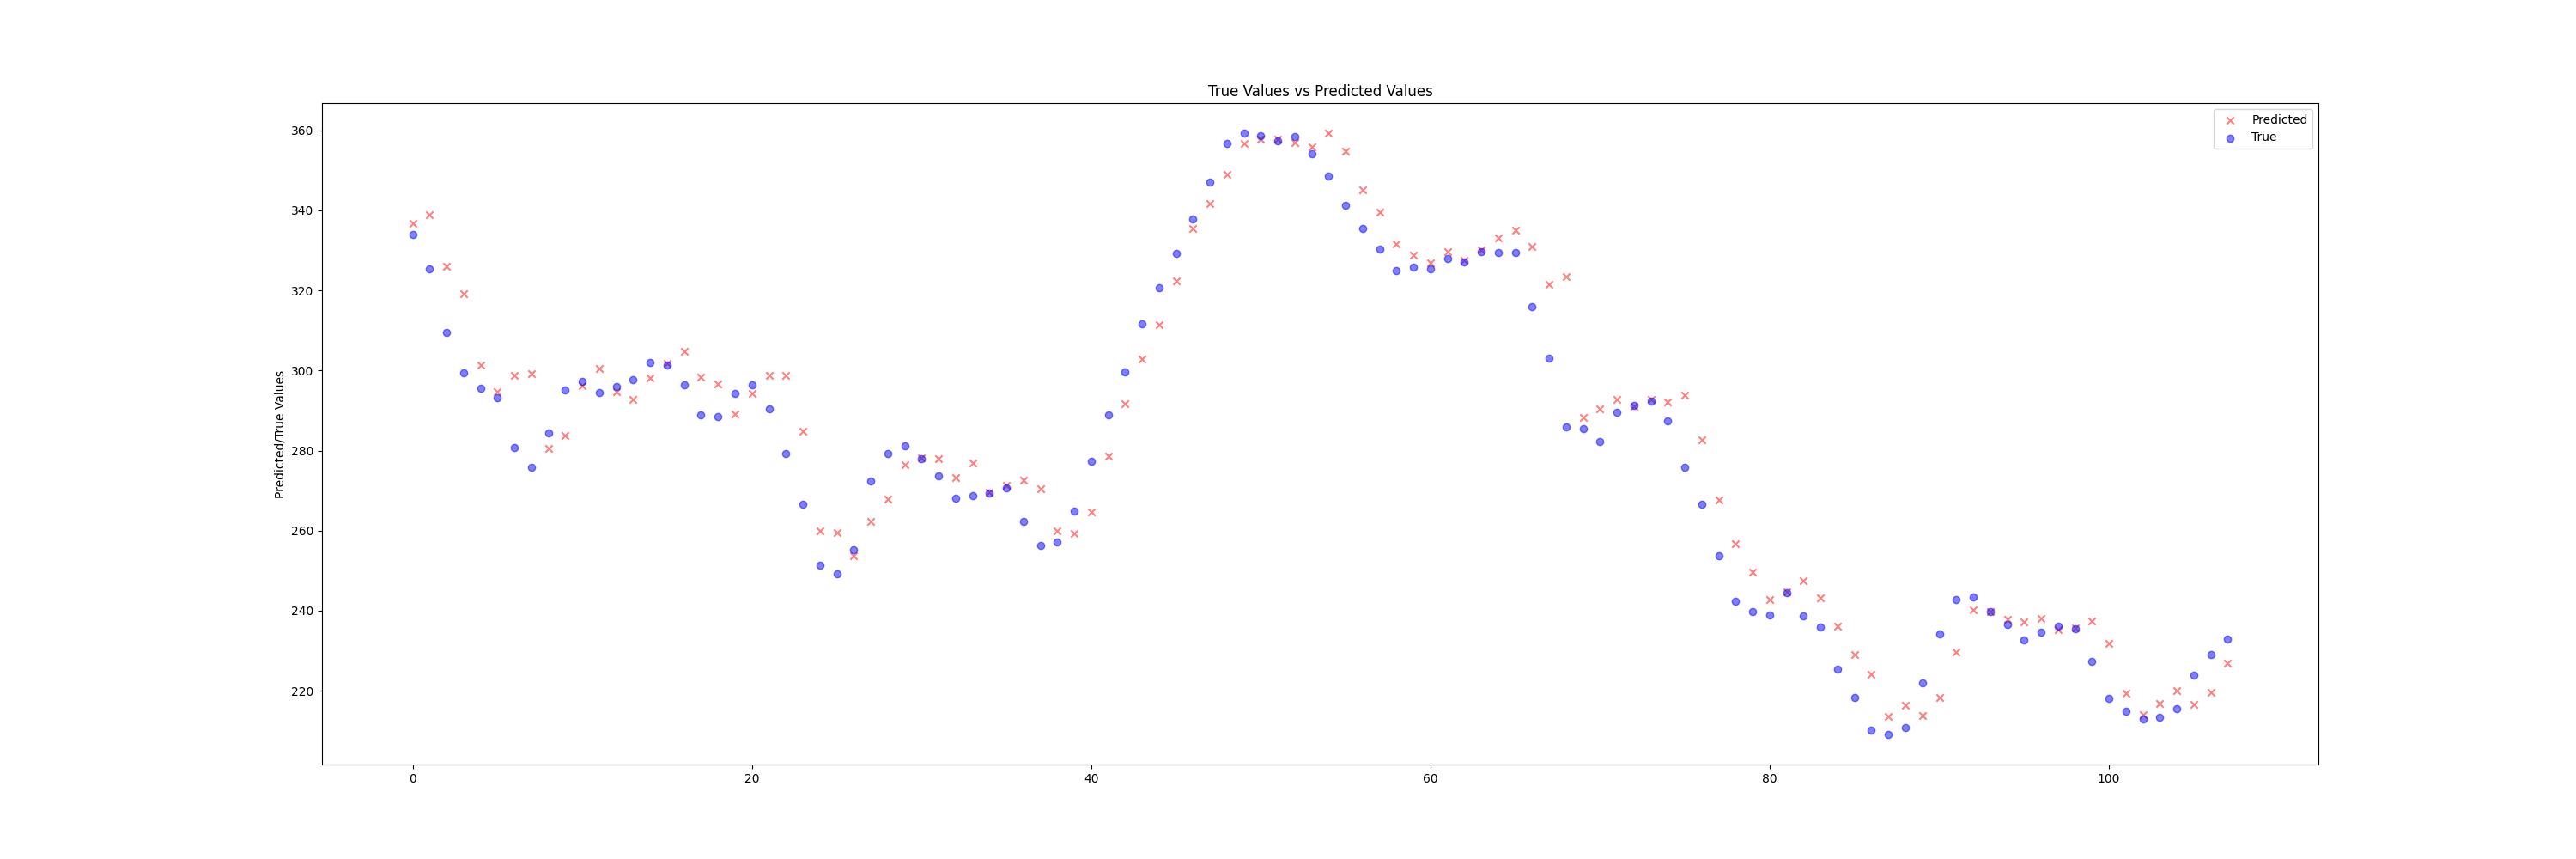 True Values vs Predicted Values
Predicted
True
Predicted/True Values
360
340
320
300
280
260
240
220
0 20 40 60 80 100